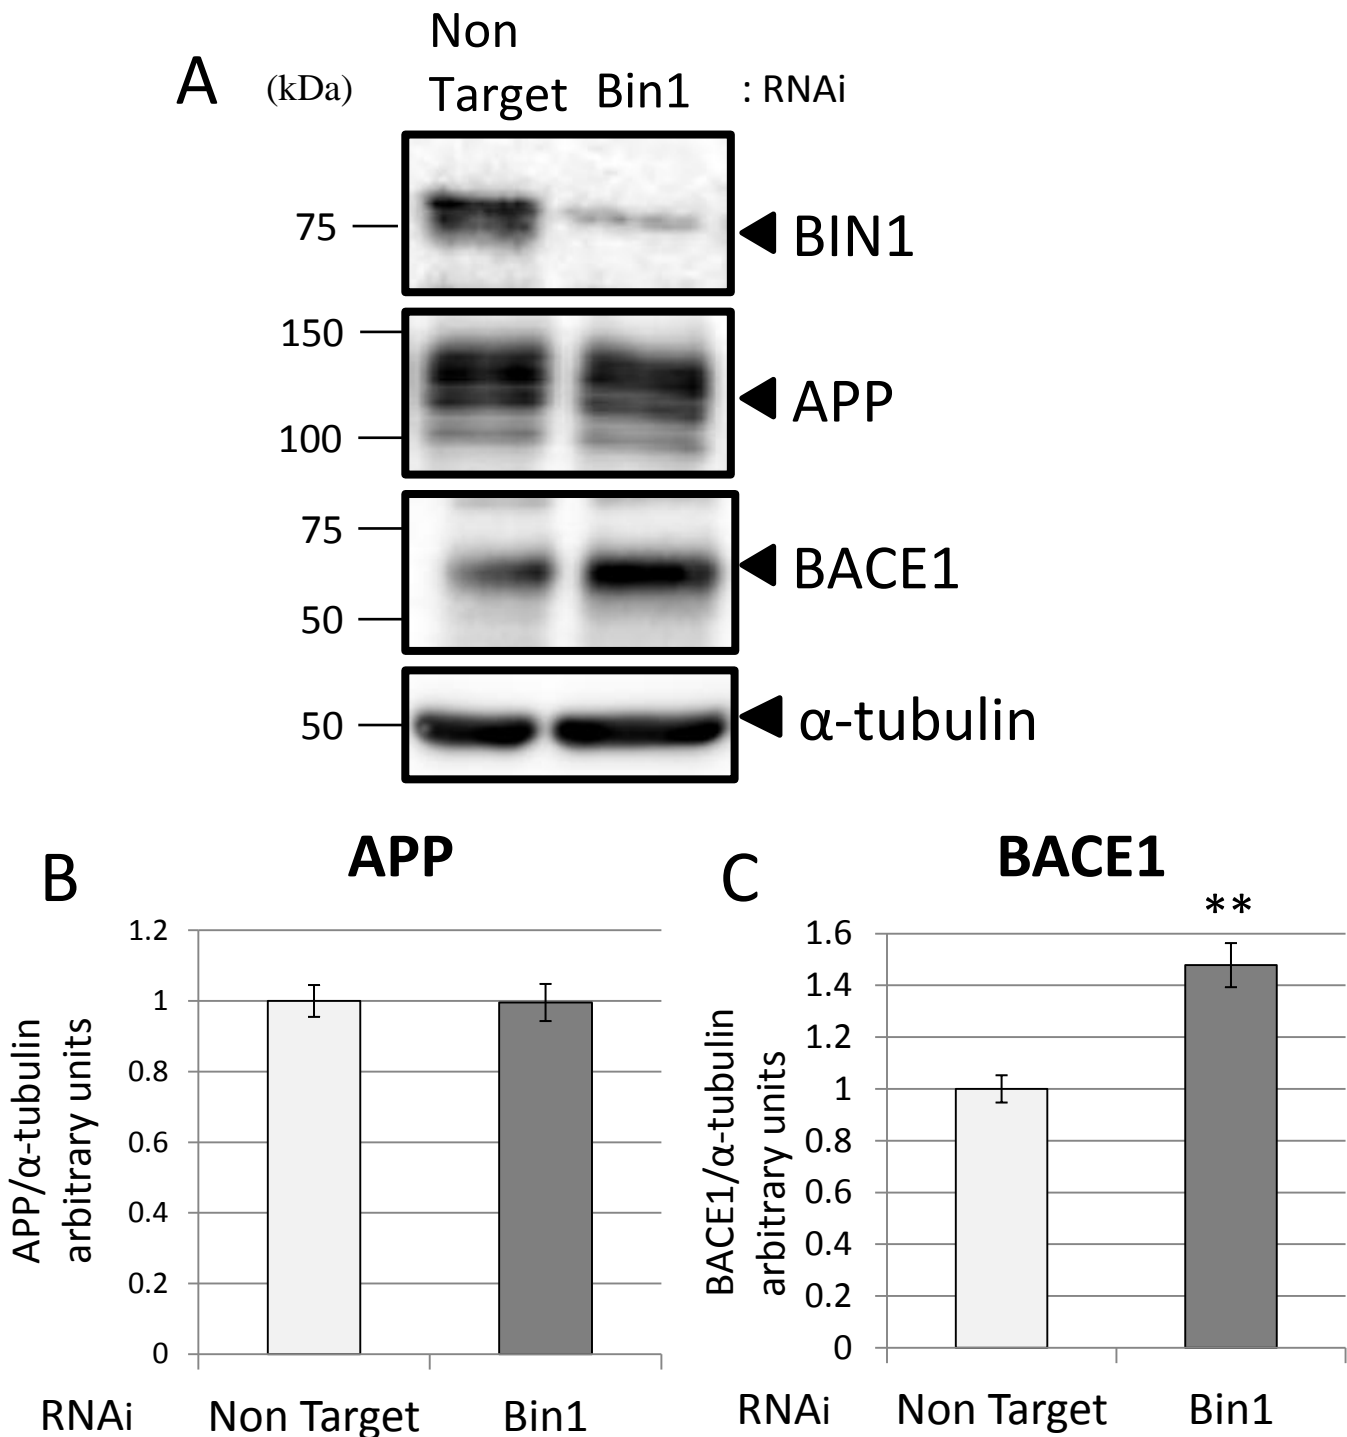 A (kDa) Non
Target Bin1 : RNAi
75 BIN1
150
APP
100
75
BACE1
50
50 α-tubulin
B APP
APP/α-tubulin
arbitrary units
1.2
1
0.8
0.6
0.4
0.2
0
RNAi Non Target Bin1
C BACE1
**
BACE1/α-tubulin
arbitrary units
1.6
1.4
1.2
1
0.8
0.6
0.4
0.2
0
RNAi Non Target Bin1